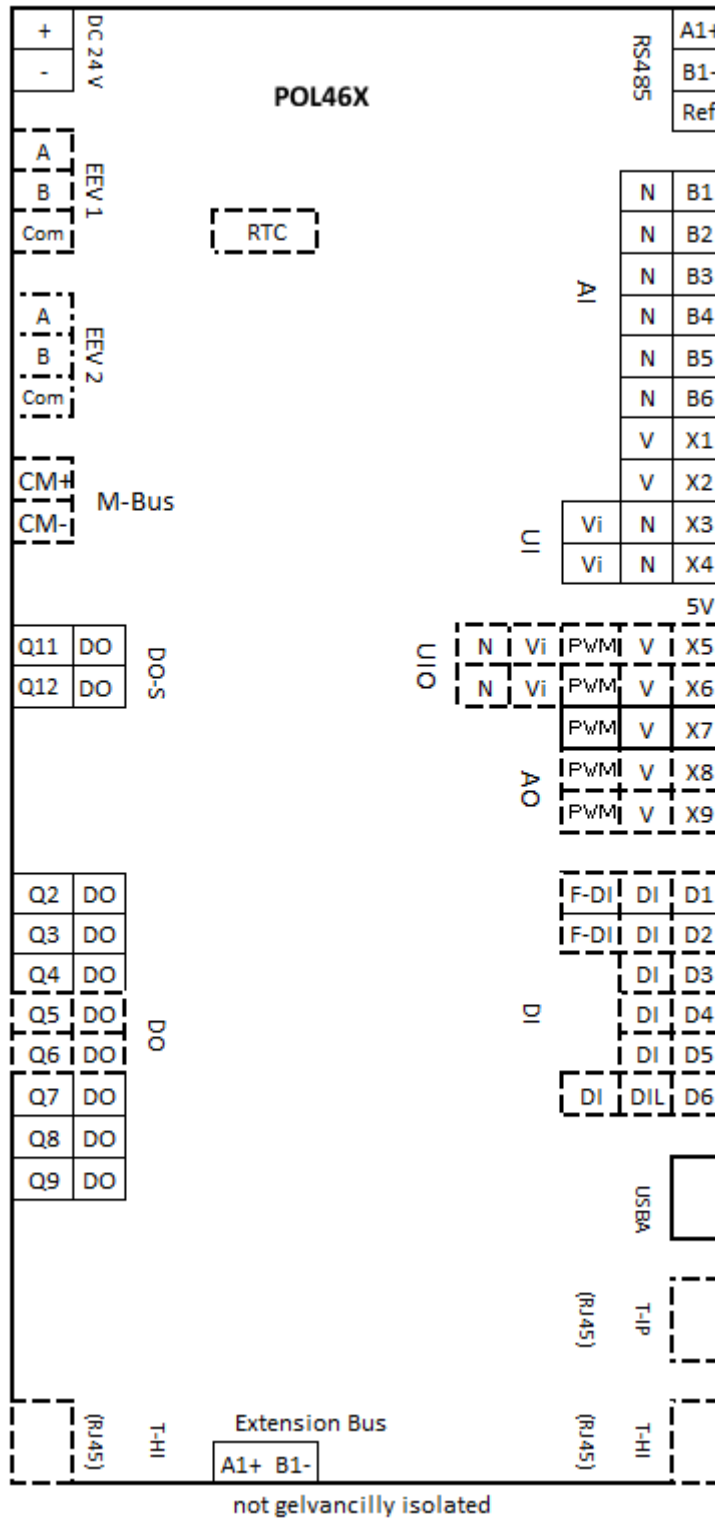 + DC 24 V
-
POL46X
RS485 A1+
B1-
Ref
A EEV 1
B
Com
RTC
A EEV 2
B
Com
CM+ M-Bus
CM-
AI
N B1
N B2
N B3
N B4
N B5
N B6
V X1
V X2
UI
Vi N X3
Vi N X4
5V
Q11 DO DO-S
Q12 DO
UIO
N Vi PWM V X5
N Vi PWM V X6
AO
PWM V X7
PWM V X8
PWM V X9
Q2 DO
Q3 DO
Q4 DO
Q5 DO
Q6 DO
Q7 DO
Q8 DO
Q9 DO
DO
DI
F-DI DI D1
F-DI DI D2
DI D3
DI D4
DI D5
DI DIL D6
USBA
(RJ45) T-IP
(RJ45) T-HI
Extension Bus
A1+ B1-
(RJ45) T-HI
not gelvancilly isolated